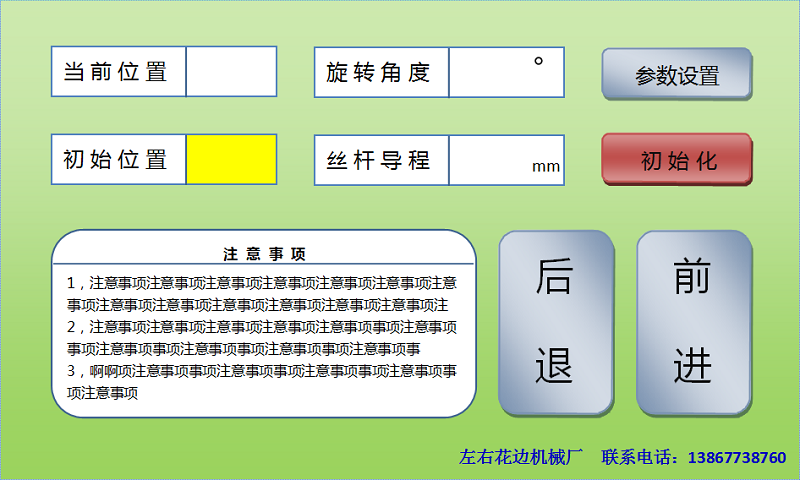 当前位置 旋转角度 ° 参数设置
初始位置 丝杆导程 mm 初始化
注意事项
1，注意事项注意事项注意事项注意事项注意事项注意事项注意
事项注意事项注意事项注意事项注意事项注意事项注意事项注
2，注意事项注意事项注意事项注意事项注意事项事项注意事项
事项注意事项事项注意事项事项注意事项事项注意事项事
3，啊啊项注意事项事项注意事项事项注意事项事项注意事项事
项注意事项
后退
前进
左右花边机械厂 联系电话：13867738760